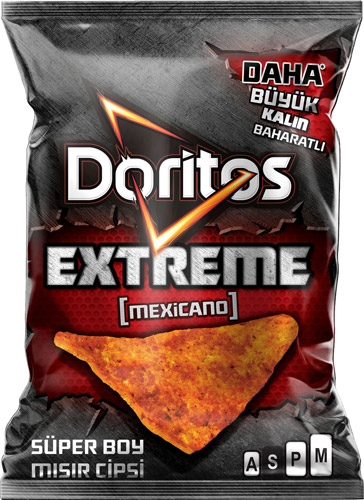 DAHA°
BÜYÜK
KALIN
BAHARATLI
Doritos
EXTREME
[MEXICANO]
SÜPER BOY
MISIR CİPSİ
A S P M